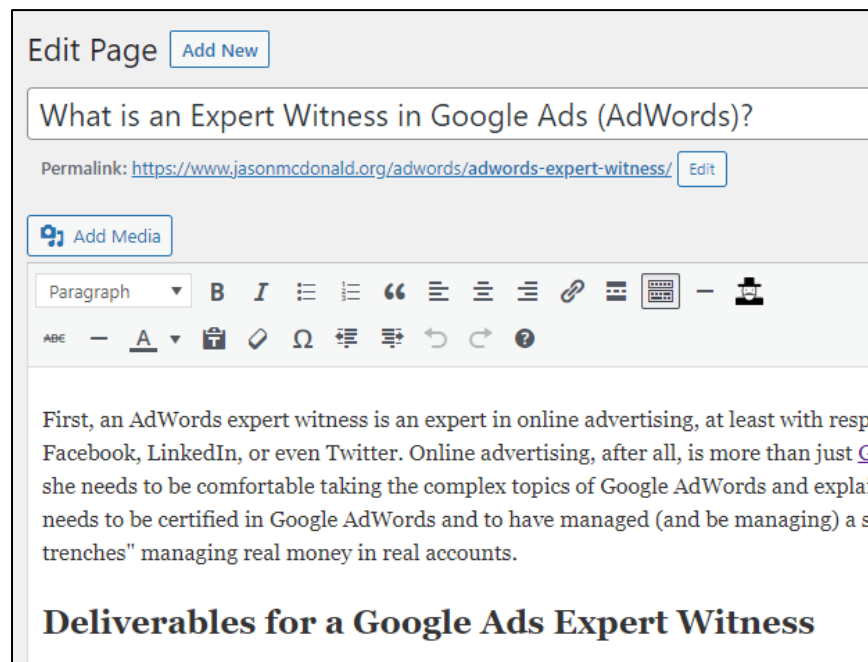 Edit Page Add New
What is an Expert Witness in Google Ads (AdWords)?
Permalink: https://www.jasonmcdonald.org/adwords/adwords-expert-witness/ Edit
Add Media
Paragraph B I
ABC A Ω
First, an AdWords expert witness is an expert in online advertising, at least with
Facebook, LinkedIn, or even Twitter. Online advertising, after all, is more than just
she needs to be comfortable taking the complex topics of Google AdWords and
needs to be certified in Google AdWords and to have managed (and be managing) a
trenches" managing real money in real accounts.
Deliverables for a Google Ads Expert Witness